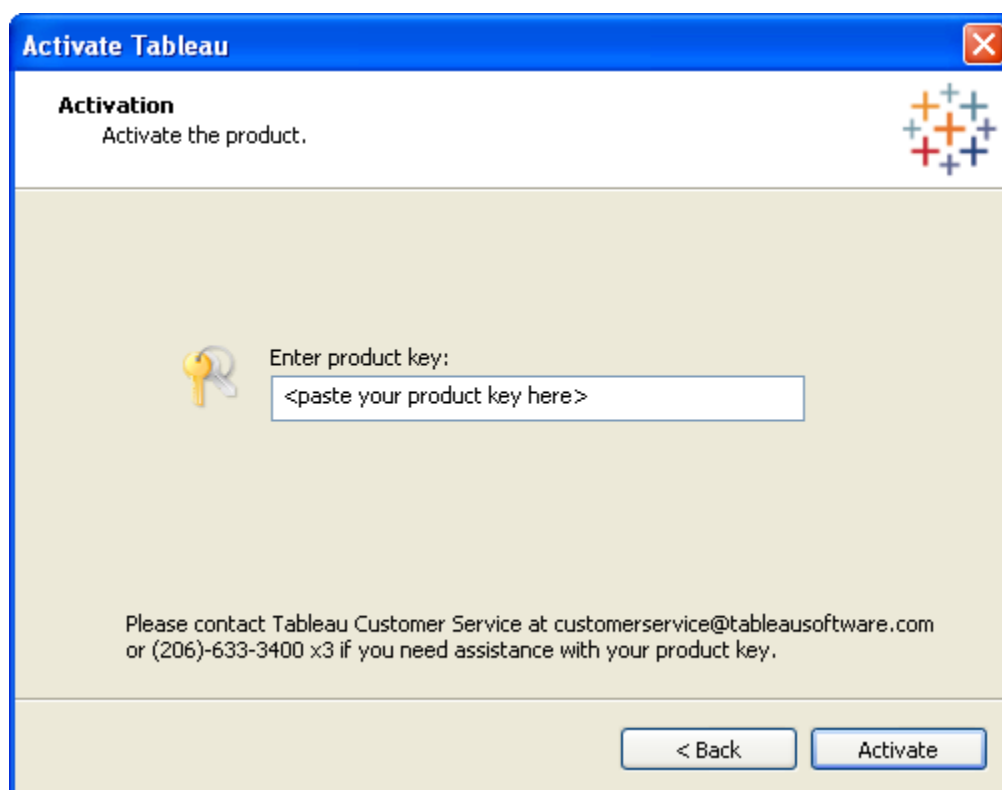 Activate Tableau
Activation
Activate the product.
Enter product key:
<paste your product key here>
Please contact Tableau Customer Service at customerservice@tableausoftware.com
or (206)-633-3400 x3 if you need assistance with your product key.
< Back
Activate